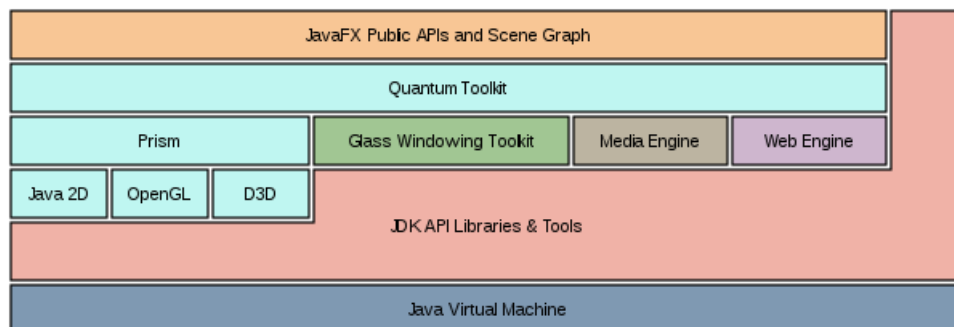 JavaFX Public APIs and Scene Graph
Quantum Toolkit
Prism
Glass Windowing Toolkit
Media Engine
Web Engine
Java 2D
OpenGL
D3D
JDK API Libraries & Tools
Java Virtual Machine